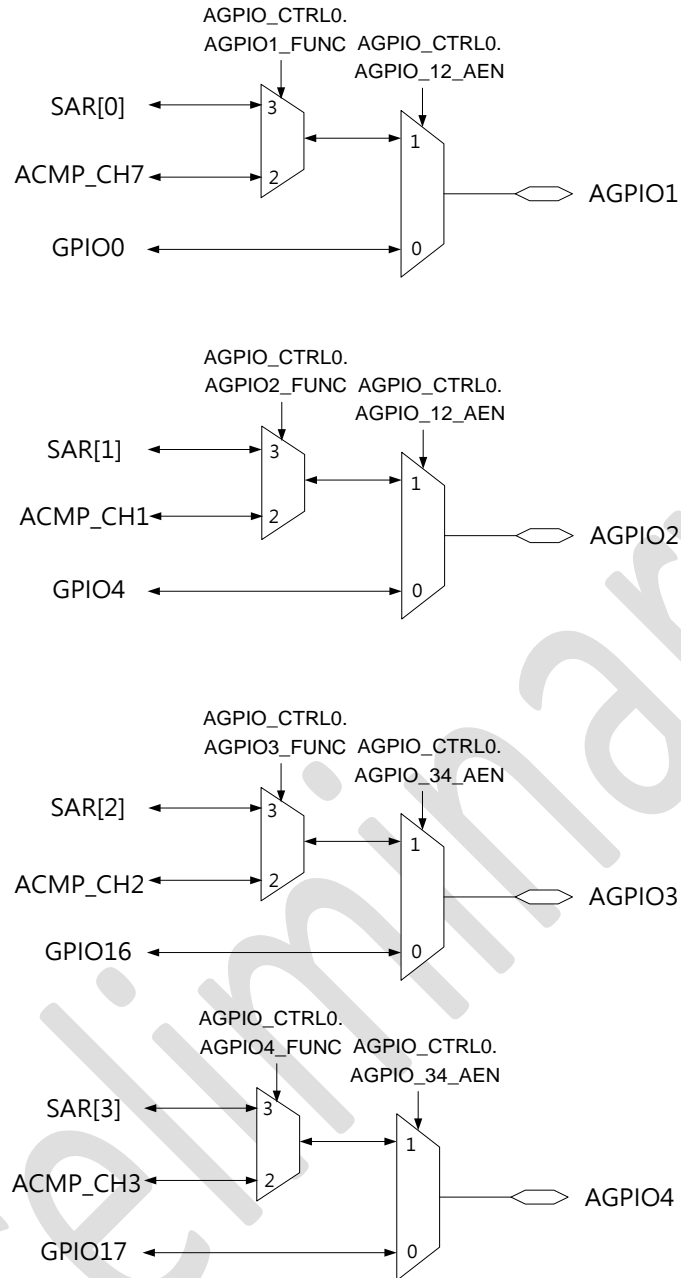 AGPIO_CTRL0.
AGPIO1_FUNC
AGPIO_CTRL0.
AGPIO_12_AEN
SAR[0]
3
1
ACMP_CH7
2
AGPIO1
GPIO0
0
AGPIO_CTRL0.
AGPIO2_FUNC
AGPIO_CTRL0.
AGPIO_12_AEN
SAR[1]
3
1
ACMP_CH1
2
AGPIO2
GPIO4
0
AGPIO_CTRL0.
AGPIO3_FUNC
AGPIO_CTRL0.
AGPIO_34_AEN
SAR[2]
3
1
ACMP_CH2
2
AGPIO3
GPIO16
0
AGPIO_CTRL0.
AGPIO4_FUNC
AGPIO_CTRL0.
AGPIO_34_AEN
SAR[3]
3
1
ACMP_CH3
2
AGPIO4
GPIO17
0